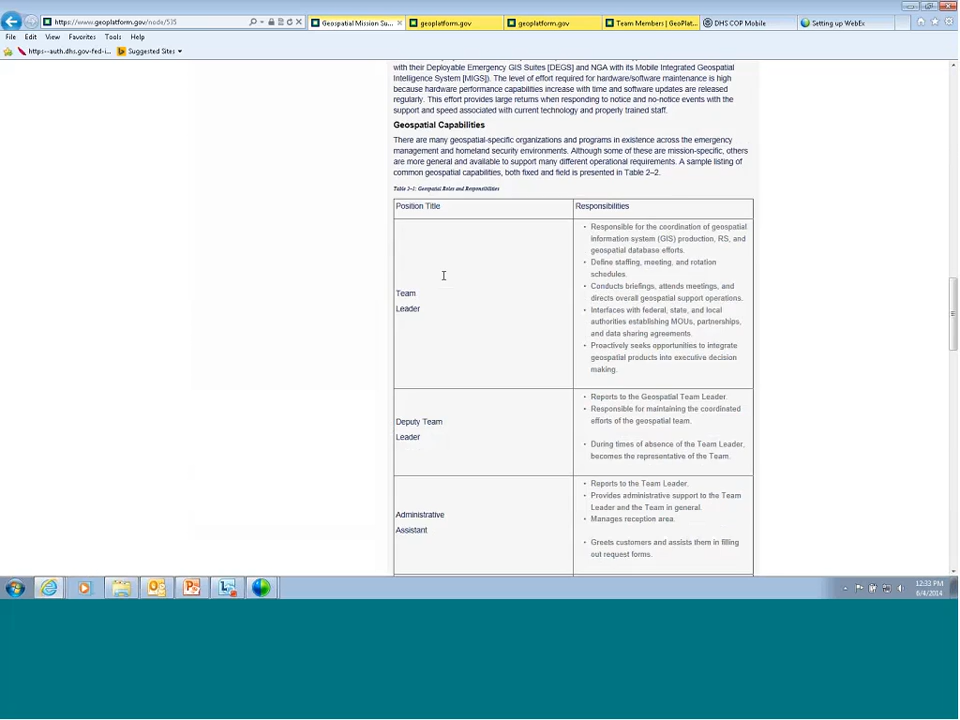 https://www.geoplatform.gov/node/535
Geospatial Mission Su...
geoplatform.gov
geoplatform.gov
Team Members | GeoPlat...
DHS COP Mobile
Setting up WebEx
File Edit View Favorites Tools Help
https--auth.dhs.gov-fed-i...
Suggested Sites
with their Deployable Emergency GIS Suites [DEGS] and NGA with its Mobile Integrated Geospatial
Intelligence System [MIGS]). The level of effort required for hardware/software maintenance is high
because hardware performance capabilities increase with time and software updates are released
regularly. This effort provides large returns when responding to notice and no-notice events with the
support and speed associated with current technology and properly trained staff.
Geospatial Capabilities
There are many geospatial-specific organizations and programs in existence across the emergency
management and homeland security environments. Although some of these are mission-specific, others
are more general and available to support many different operational requirements. A sample listing of
common geospatial capabilities, both fixed and field is presented in Table 2–2.
Geospatial Roles and Responsibilities
Position Title
Responsibilities
Team
Leader
• Responsible for the coordination of geospatial
information system (GIS) production, RS, and
geospatial database efforts.
• Define staffing, meeting, and rotation
schedules.
• Conducts briefings, attends meetings, and
directs overall geospatial support operations.
• Interfaces with federal, state, and local
authorities establishing MOUs, partnerships,
and data sharing agreements.
• Proactively seeks opportunities to integrate
geospatial products into executive decision
making.
Deputy Team
Leader
• Reports to the Geospatial Team Leader.
• Responsible for maintaining the coordinated
efforts of the geospatial team.
• During times of absence of the Team Leader,
becomes the representative of the Team.
Administrative
Assistant
• Reports to the Team Leader.
• Provides administrative support to the Team
Leader and the Team in general.
• Manages reception area.
• Greets customers and assists them in filling
out request forms.
12:33 PM
6/4/2014